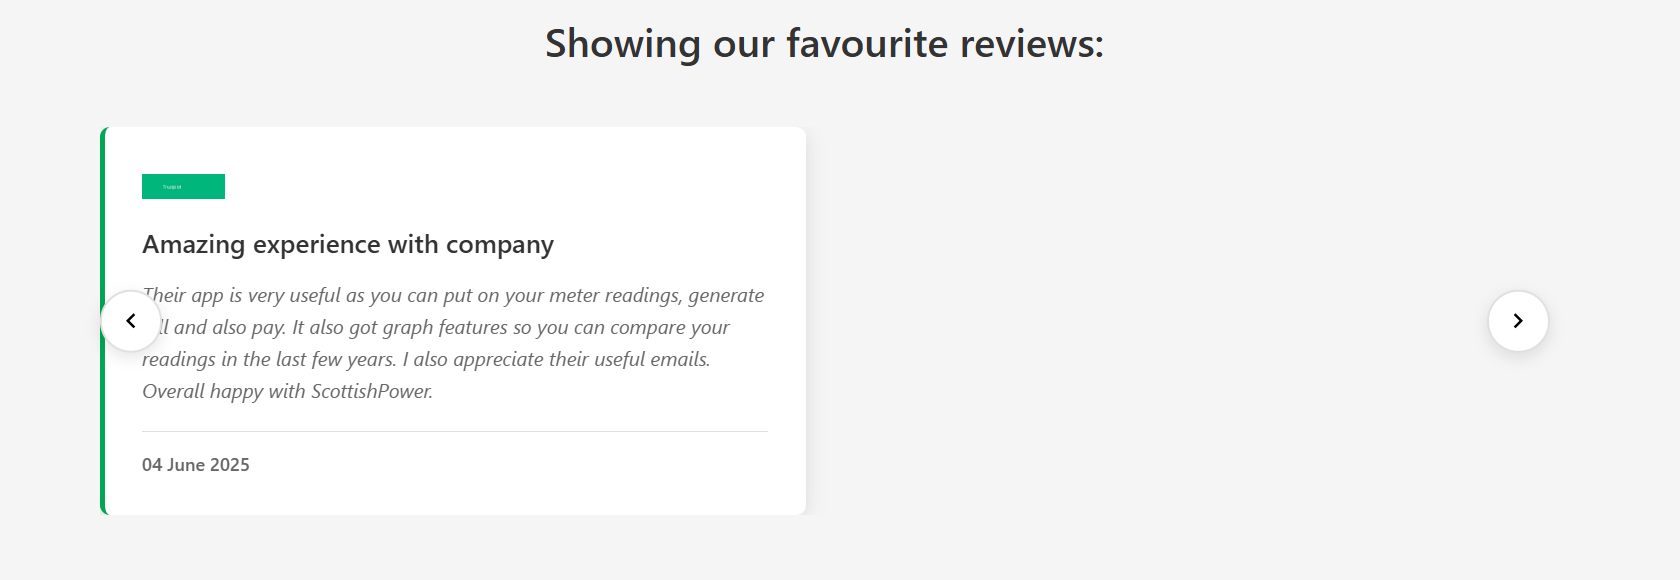 Showing our favourite reviews:
Amazing experience with company
Their app is very useful as you can put on your meter readings, generate
and also pay. It also got graph features so you can compare your
readings in the last few years. I also appreciate their useful emails.
Overall happy with ScottishPower.
04 June 2025